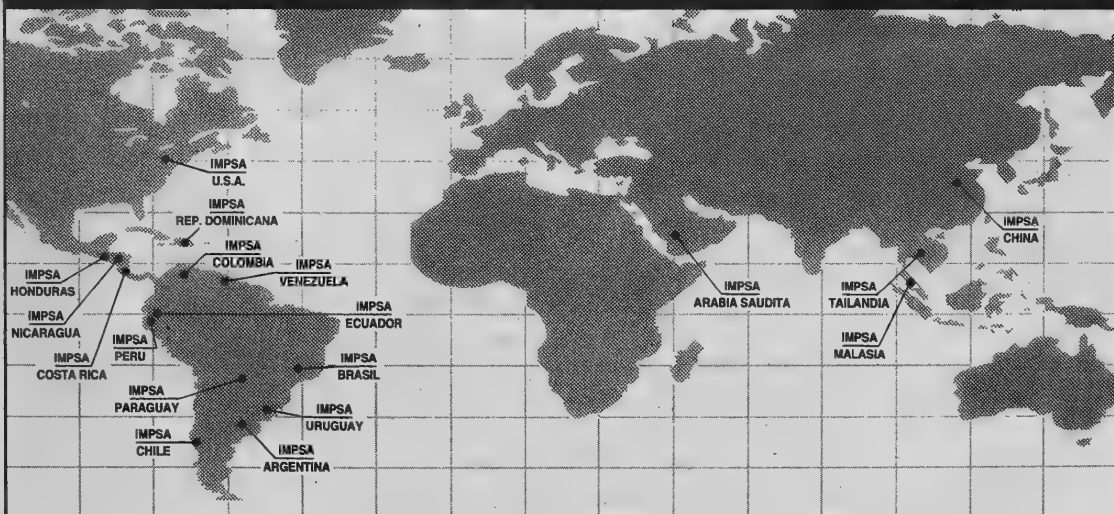 IMPSA
U.S.A.
IMPSA
REP. DOMINICANA
IMPSA
COLOMBIA
IMPSA
VENEZUELA
IMPSA
HONDURAS
IMPSA
NICARAGUA
IMPSA
COSTA RICA
IMPSA
PERU
IMPSA
ECUADOR
IMPSA
BRASIL
IMPSA
PARAGUAY
IMPSA
URUGUAY
IMPSA
CHILE
IMPSA
ARGENTINA
IMPSA
ARABIA SAUDITA
IMPSA
CHINA
IMPSA
TAILANDIA
IMPSA
MALASIA